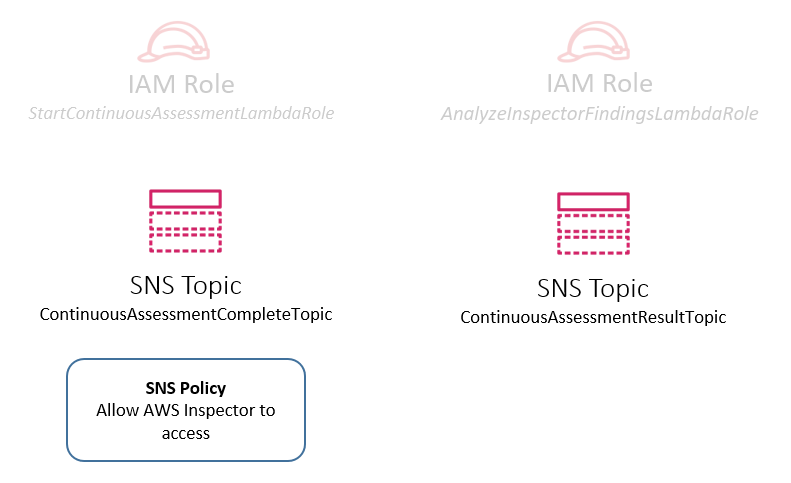 IAM Role
StartContinuousAssessmentLambdaRole
IAM Role
AnalyzeInspectorFindingsLambdaRole
SNS Topic
ContinuousAssessmentCompleteTopic
SNS Topic
ContinuousAssessmentResultTopic
SNS Policy
Allow AWS Inspector to
access